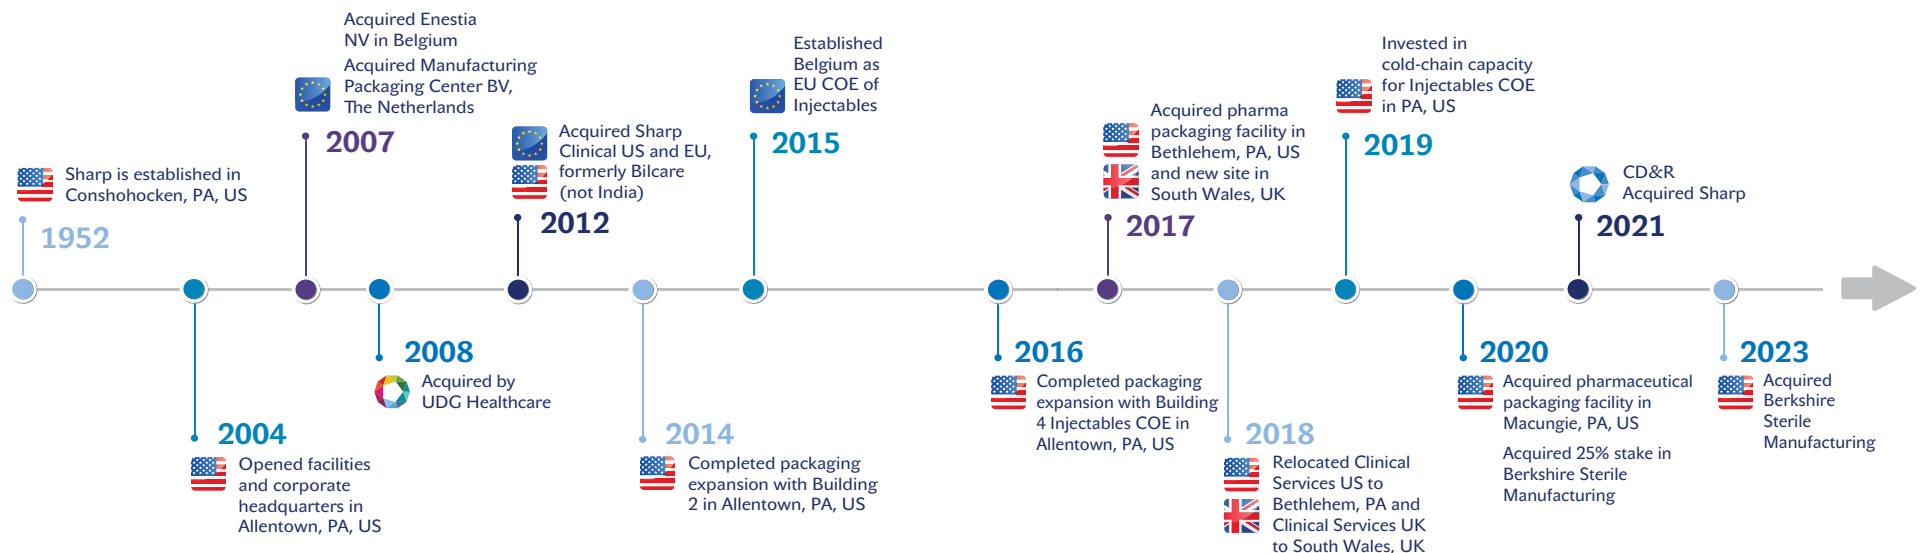 Sharp is established in
Conshohocken, PA, US
1952
2004
Opened facilities
and corporate
headquarters in
Allentown, PA, US
Acquired Enestia
NV in Belgium
Acquired Manufacturing
Packaging Center BV,
The Netherlands
2007
2008
Acquired by
UDG Healthcare
Acquired Sharp
Clinical US and EU,
formerly Bilcare
(not India)
2012
2014
Completed packaging
expansion with Building
2 in Allentown, PA, US
Established
Belgium as
EU COE of
Injectables
2015
2016
Completed packaging
expansion with Building
4 Injectables COE in
Allentown, PA, US
Acquired pharma
packaging facility in
Bethlehem, PA, US
and new site in
South Wales, UK
2017
2018
Relocated Clinical
Services US to
Bethlehem, PA and
Clinical Services UK
to South Wales, UK
Invested in
cold-chain capacity
for Injectables COE
in PA, US
2019
2020
Acquired pharmaceutical
packaging facility in
Macungie, PA, US
Acquired 25% stake in
Berkshire Sterile
Manufacturing
CD&R
Acquired Sharp
2021
2023
Acquired
Berkshire
Sterile
Manufacturing